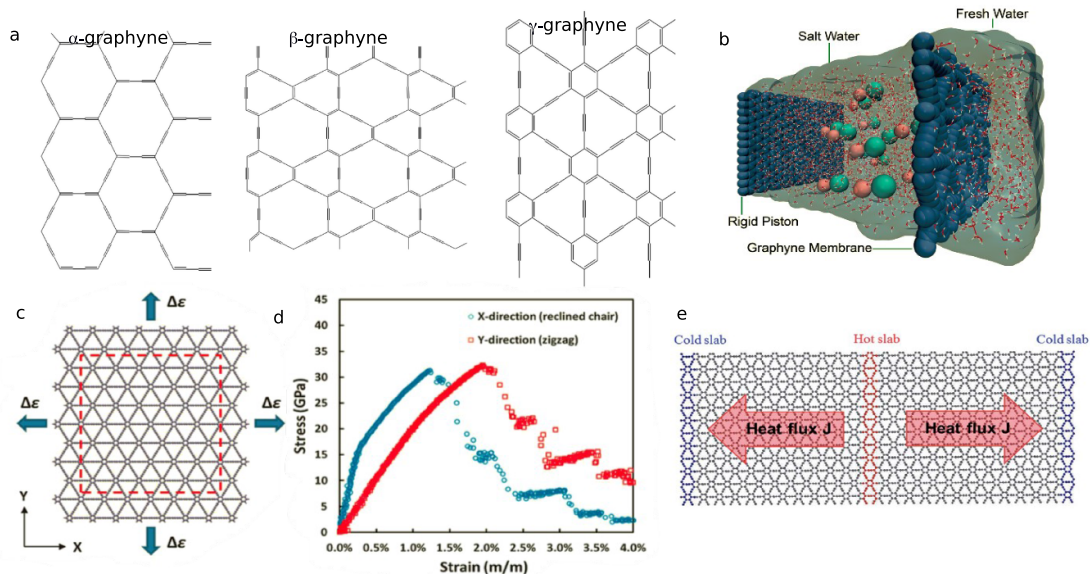 a
α-graphyne
β-graphyne
γ-graphyne
b
Fresh Water
Salt Water
Rigid Piston
Graphyne Membrane
c
Δε
Δε
Δε
Δε
Y
X
d
45
40
35
30
25
20
15
10
5
0
Stress (GPa)
X-direction (reclined chair)
Y-direction (zigzag)
0.0% 0.5% 1.0% 1.5% 2.0% 2.5% 3.0% 3.5% 4.0%
Strain (m/m)
e
Cold slab Hot slab Cold slab
Heat flux J Heat flux J